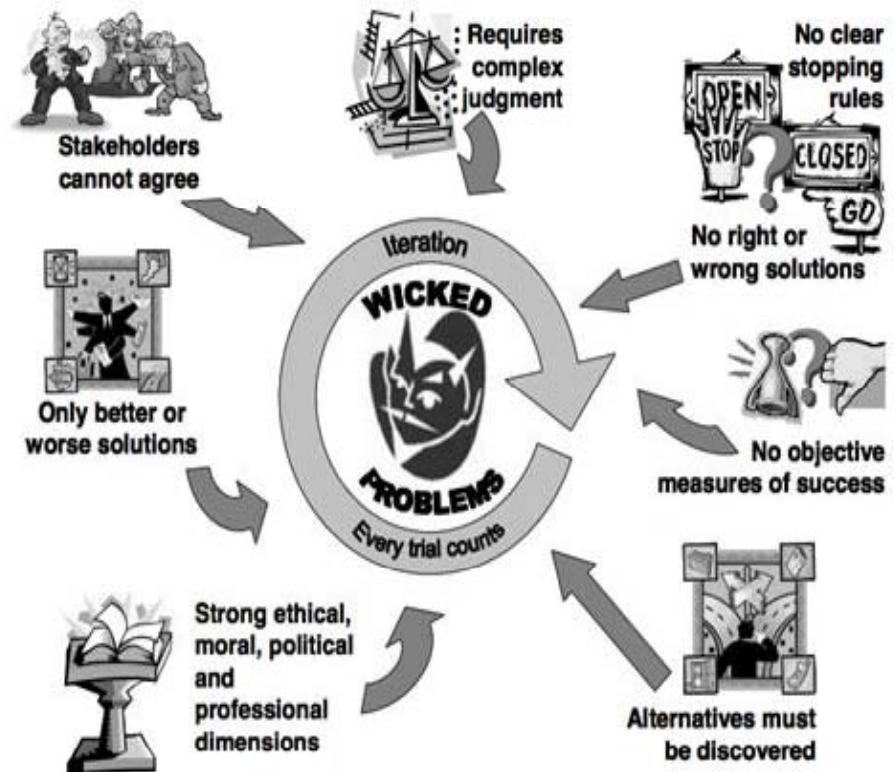 Stakeholders
cannot agree
Requires
complex
judgment
No clear
stopping
rules
OPEN
STOP
CLOSED
GO
No right or
wrong solutions
Iteration
WICKED
PROBLEMS
Every trial counts
Only better or
worse solutions
No objective
measures of success
Strong ethical,
moral, political
and
professional
dimensions
Alternatives must
be discovered